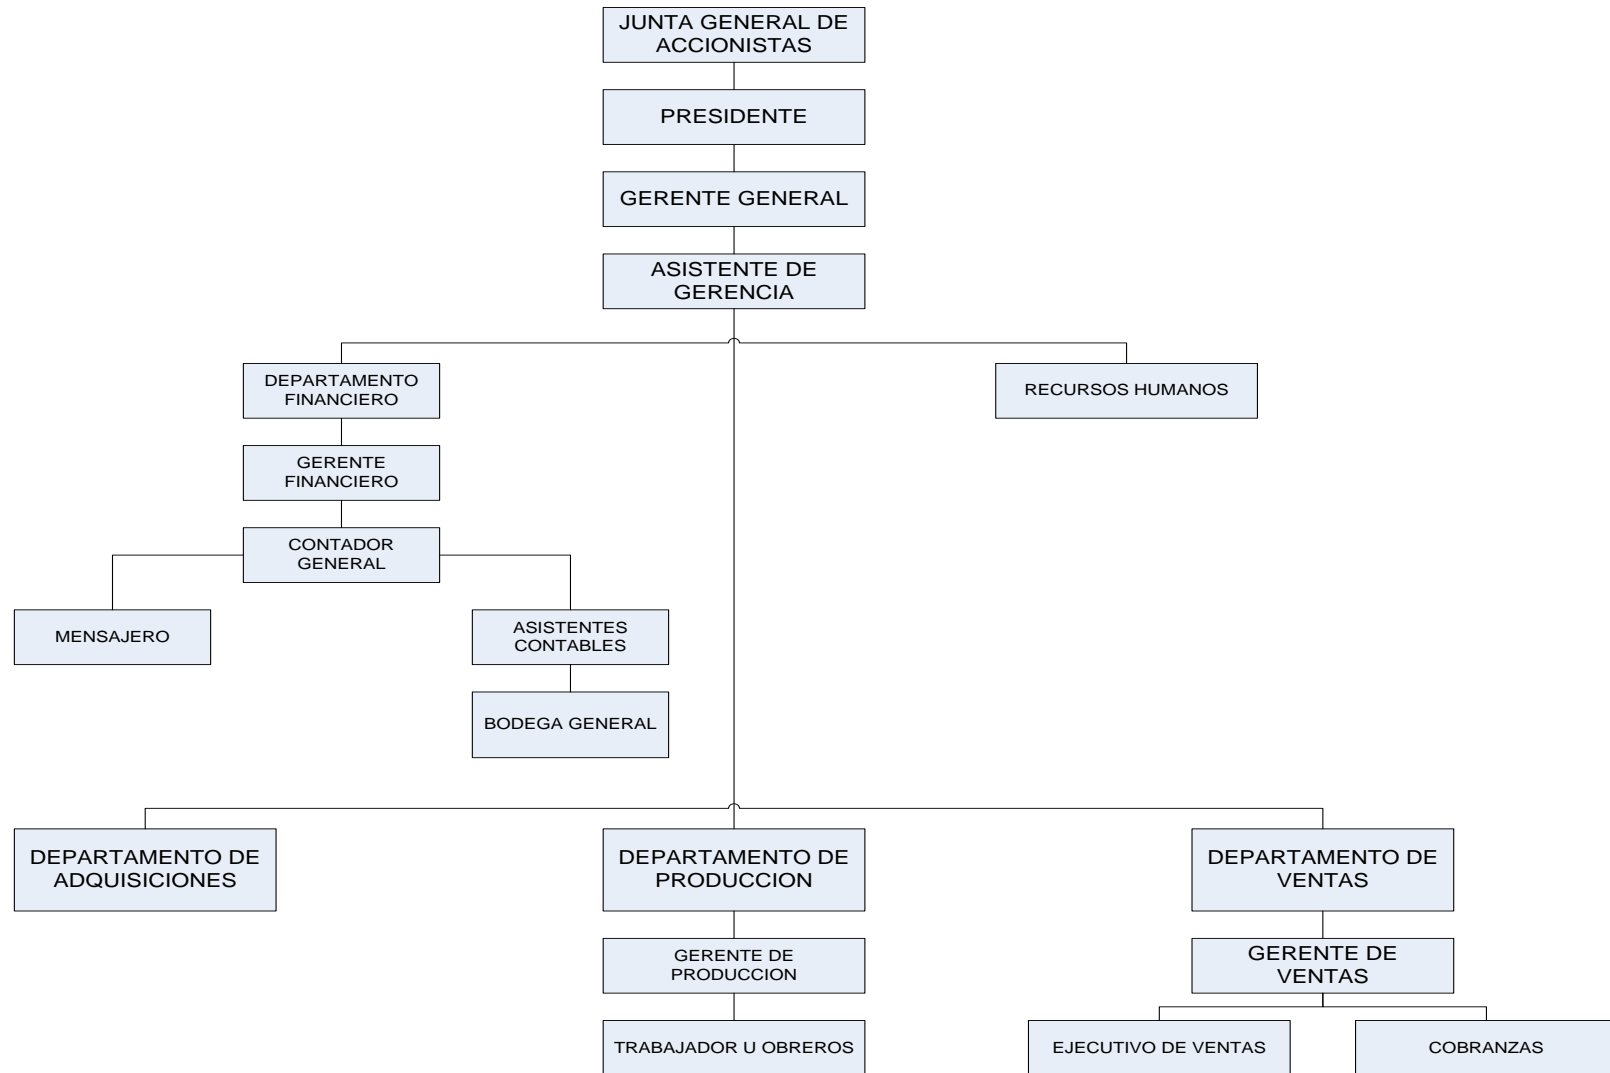 JUNTA GENERAL DE
ACCIONISTAS
PRESIDENTE
GERENTE GENERAL
ASISTENTE DE
GERENCIA
DEPARTAMENTO
FINANCIERO
RECURSOS HUMANOS
GERENTE
FINANCIERO
CONTADOR
GENERAL
MENSAJERO
ASISTENTES
CONTABLES
BODEGA GENERAL
DEPARTAMENTO DE
ADQUISICIONES
DEPARTAMENTO DE
PRODUCCION
DEPARTAMENTO DE
VENTAS
GERENTE DE
PRODUCCION
GERENTE DE
VENTAS
TRABAJADOR U OBREROS
EJECUTIVO DE VENTAS
COBRANZAS